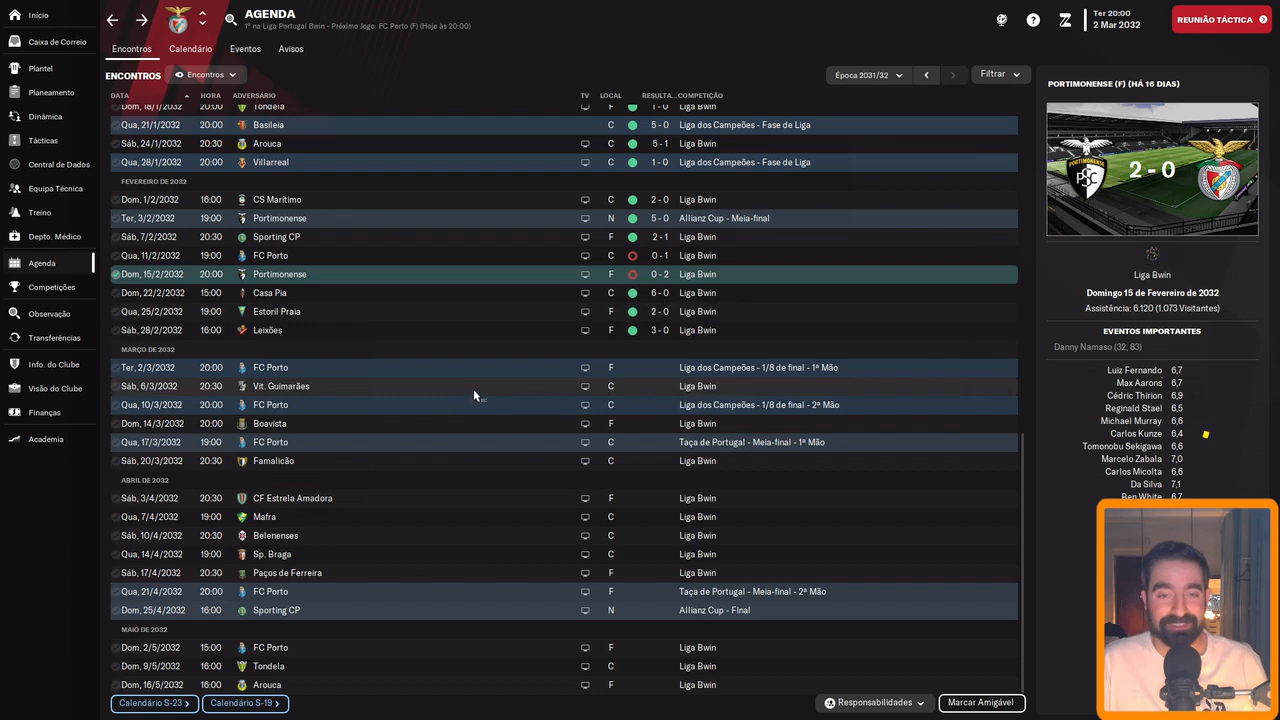 Início
Caixa de Correio
Plantel
Planeamento
Dinâmica
Tácticas
Central de Dados
Equipa Técnica
Treino
Depto. Médico
Agenda
Competições
Observação
Transferências
Info. do Clube
Visão do Clube
Finanças
Academia
AGENDA
1º na Liga Portugal Bwin - Próximo Jogo: FC Porto (F) (Hoje às 20:00)
Ter 20:00
2 Mar 2032
REUNIÃO TÁCTICA
Encontros Calendário Eventos Avisos
ENCONTROS Encontros Época 2031/32 Filtrar
DATA HORA ADVERSÁRIO TV LOCAL RESULTA... COMPETIÇÃO
Dom, 18/1/2032 20:00 Tondela F 1 - 0 Liga Bwin
Qua, 21/1/2032 20:00 Basileia C 5 - 0 Liga dos Campeões - Fase de Liga
Sáb, 24/1/2032 20:30 Arouca C 5 - 1 Liga Bwin
Qua, 28/1/2032 20:00 Villarreal C 1 - 0 Liga dos Campeões - Fase de Liga
FEVEREIRO DE 2032
Dom, 1/2/2032 16:00 CS Marítimo C 2 - 0 Liga Bwin
Ter, 3/2/2032 19:00 Portimonense N 5 - 0 Allianz Cup - Meia-final
Sáb, 7/2/2032 20:30 Sporting CP F 2 - 1 Liga Bwin
Qua, 11/2/2032 19:00 FC Porto C 0 - 1 Liga Bwin
Dom, 15/2/2032 20:00 Portimonense F 0 - 2 Liga Bwin
Dom, 22/2/2032 15:00 Casa Pia C 6 - 0 Liga Bwin
Qua, 25/2/2032 19:00 Estoril Praia F 2 - 0 Liga Bwin
Sáb, 28/2/2032 16:00 Leixões F 3 - 0 Liga Bwin
MARÇO DE 2032
Ter, 2/3/2032 20:00 FC Porto F Liga dos Campeões - 1/8 de final - 1ª Mão
Sáb, 6/3/2032 20:30 Vit. Guimarães C Liga Bwin
Qua, 10/3/2032 20:00 FC Porto C Liga dos Campeões - 1/8 de final - 2ª Mão
Dom, 14/3/2032 20:30 Boavista F Liga Bwin
Qua, 17/3/2032 19:00 FC Porto C Taça de Portugal - Meia-final - 1ª Mão
Sáb, 20/3/2032 20:30 Famalicão C Liga Bwin
ABRIL DE 2032
Sáb, 3/4/2032 20:30 CF Estrela Amadora F Liga Bwin
Qua, 7/4/2032 19:00 Mafra C Liga Bwin
Sáb, 10/4/2032 20:30 Belenenses C Liga Bwin
Qua, 14/4/2032 19:00 Sp. Braga C Liga Bwin
Sáb, 17/4/2032 20:30 Paços de Ferreira F Liga Bwin
Qua, 21/4/2032 20:00 FC Porto F Taça de Portugal - Meia-final - 2ª Mão
Dom, 25/4/2032 16:00 Sporting CP N Allianz Cup - Final
MAIO DE 2032
Dom, 2/5/2032 15:00 FC Porto F Liga Bwin
Dom, 9/5/2032 16:00 Tondela C Liga Bwin
Dom, 16/5/2032 16:00 Arouca F Liga Bwin
Calendário S-23 Calendário S-19 Responsabilidades Marcar Amigável
PORTIMONENSE (F) (HÁ 16 DIAS)
PORTIMONENSE
PSC
2 - 0
Liga Bwin
Domingo 15 de Fevereiro de 2032
Assistência: 6.120 (1.073 Visitantes)
EVENTOS IMPORTANTES
Danny Namaso (32, 83)
Luiz Fernando 6,7
Max Aarons 6,7
Cédric Thirion 6,9
Reginald Stael 6,5
Michael Murray 6,6
Carlos Kunze 6,4
Tomonobu Sekigawa 6,6
Marcelo Zabala 7,0
Carlos Micolta 6,6
Da Silva 7,1
Ben White 6,7